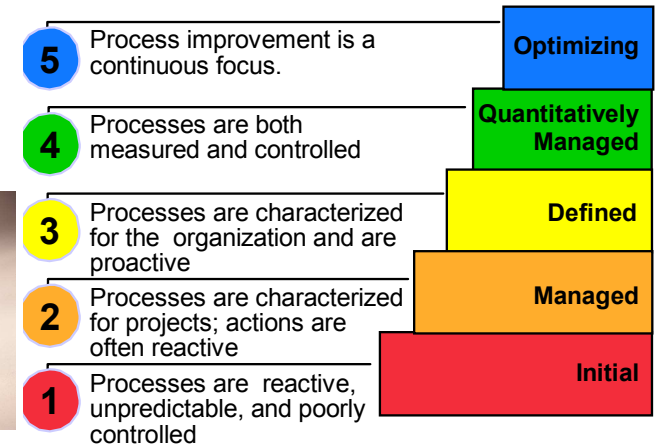 5
Process improvement is a
continuous focus.
Optimizing
4
Processes are both
measured and controlled
Quantitatively
Managed
3
Processes are characterized
for the organization and are
proactive
Defined
2
Processes are characterized
for projects; actions are
often reactive
Managed
1
Processes are reactive,
unpredictable, and poorly
controlled
Initial